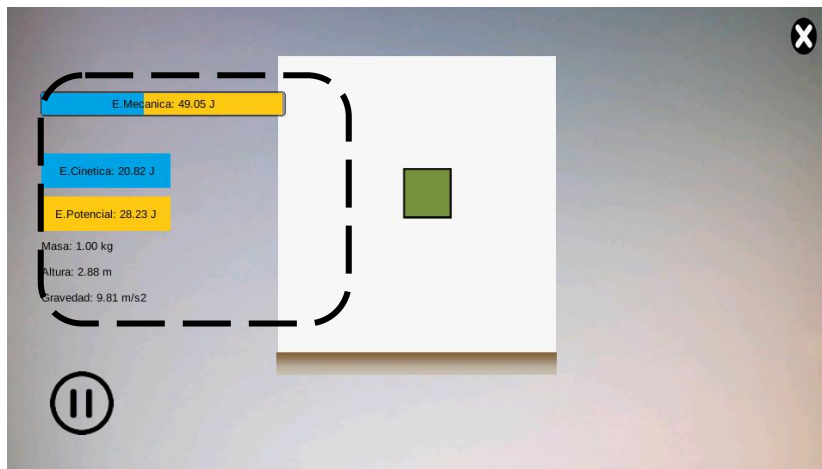 E.Mecanica: 49.05 J
E.Cinetica: 20.82 J
E.Potencial: 28.23 J
Masa: 1.00 kg
Altura: 2.88 m
Gravedad: 9.81 m/s2